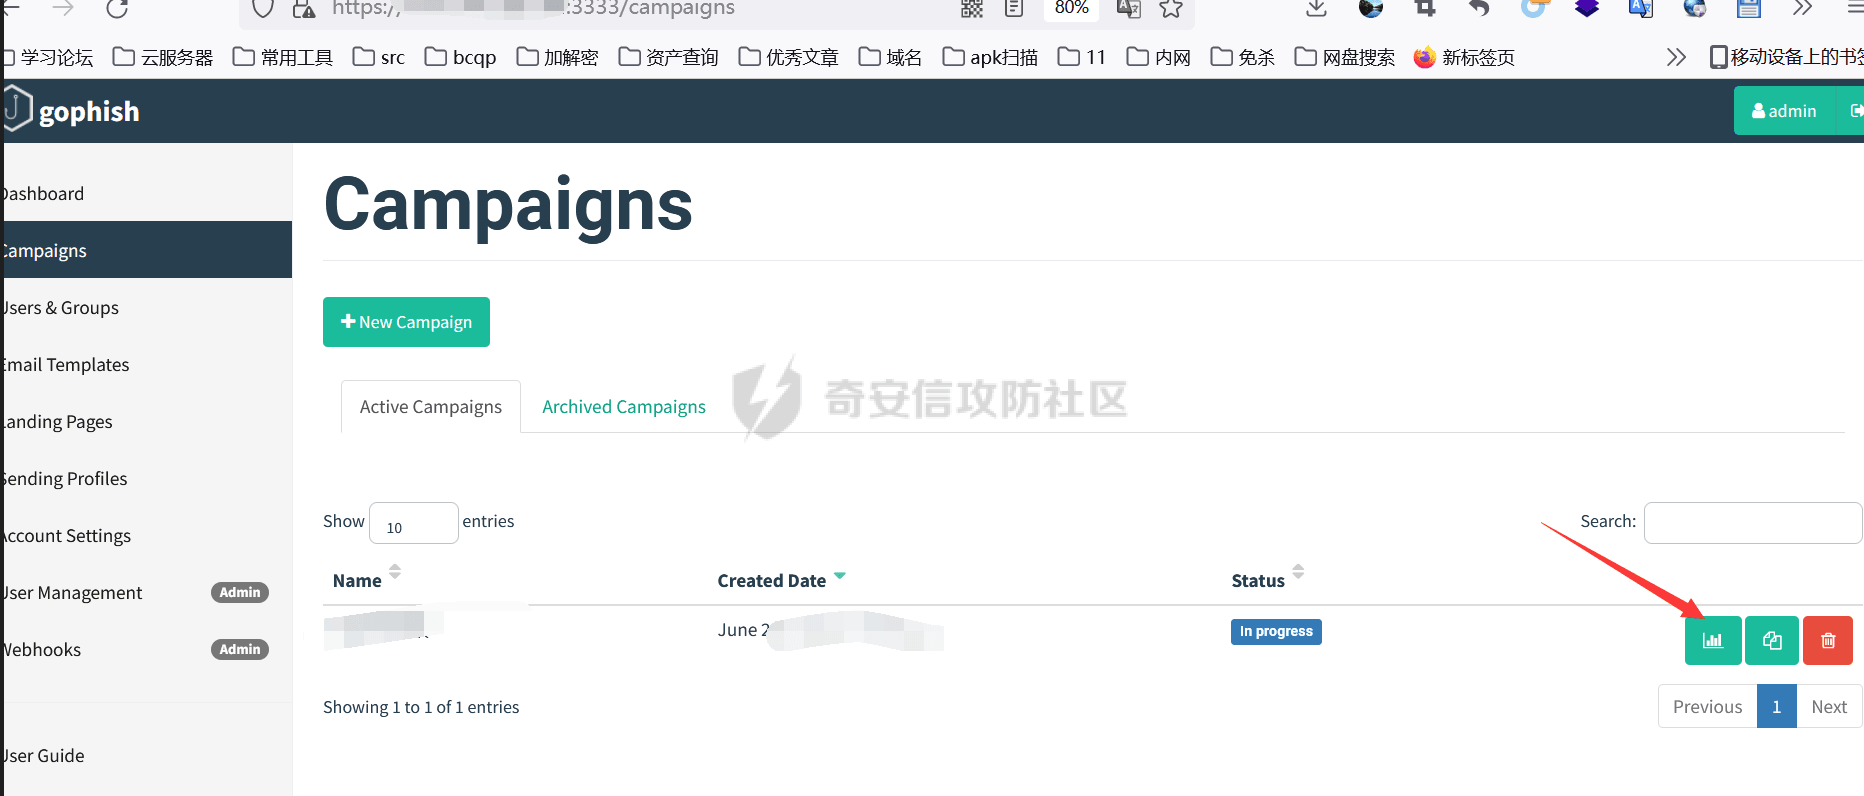 https:/ :3333/campaigns 80%
学习论坛 云服务器 常用工具 src bcqp 加解密 资产查询 优秀文章 域名 apk扫描 11 内网 免杀 网盘搜索 新标签页 移动设备上的书签
gophish admin
Dashboard
Campaigns
Users & Groups
Email Templates
Landing Pages
Sending Profiles
Account Settings
User Management Admin
Webhooks Admin
User Guide
Campaigns
New Campaign
Active Campaigns Archived Campaigns
奇安信攻防社区
Show 10 entries Search:
Name Created Date Status
June 2 In progress
Showing 1 to 1 of 1 entries Previous 1 Next